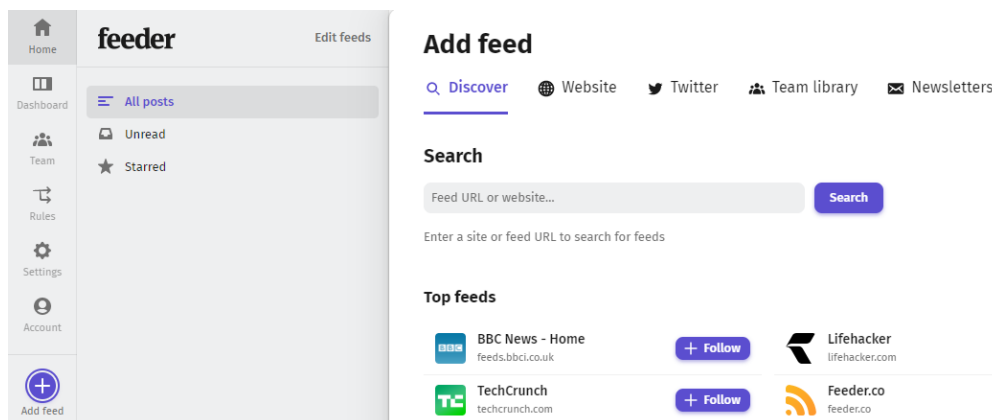 Home
Dashboard
Team
Rules
Settings
Account
Add feed
feeder
Edit feeds
All posts
Unread
Starred
Add feed
Discover Website Twitter Team library Newsletters
Search
Feed URL or website... Search
Enter a site or feed URL to search for feeds
Top feeds
BBC
BBC News - Home
feeds.bbci.co.uk
+ Follow
Lifehacker
lifehacker.com
TC
TechCrunch
techcrunch.com
+ Follow
Feeder.co
feeder.co